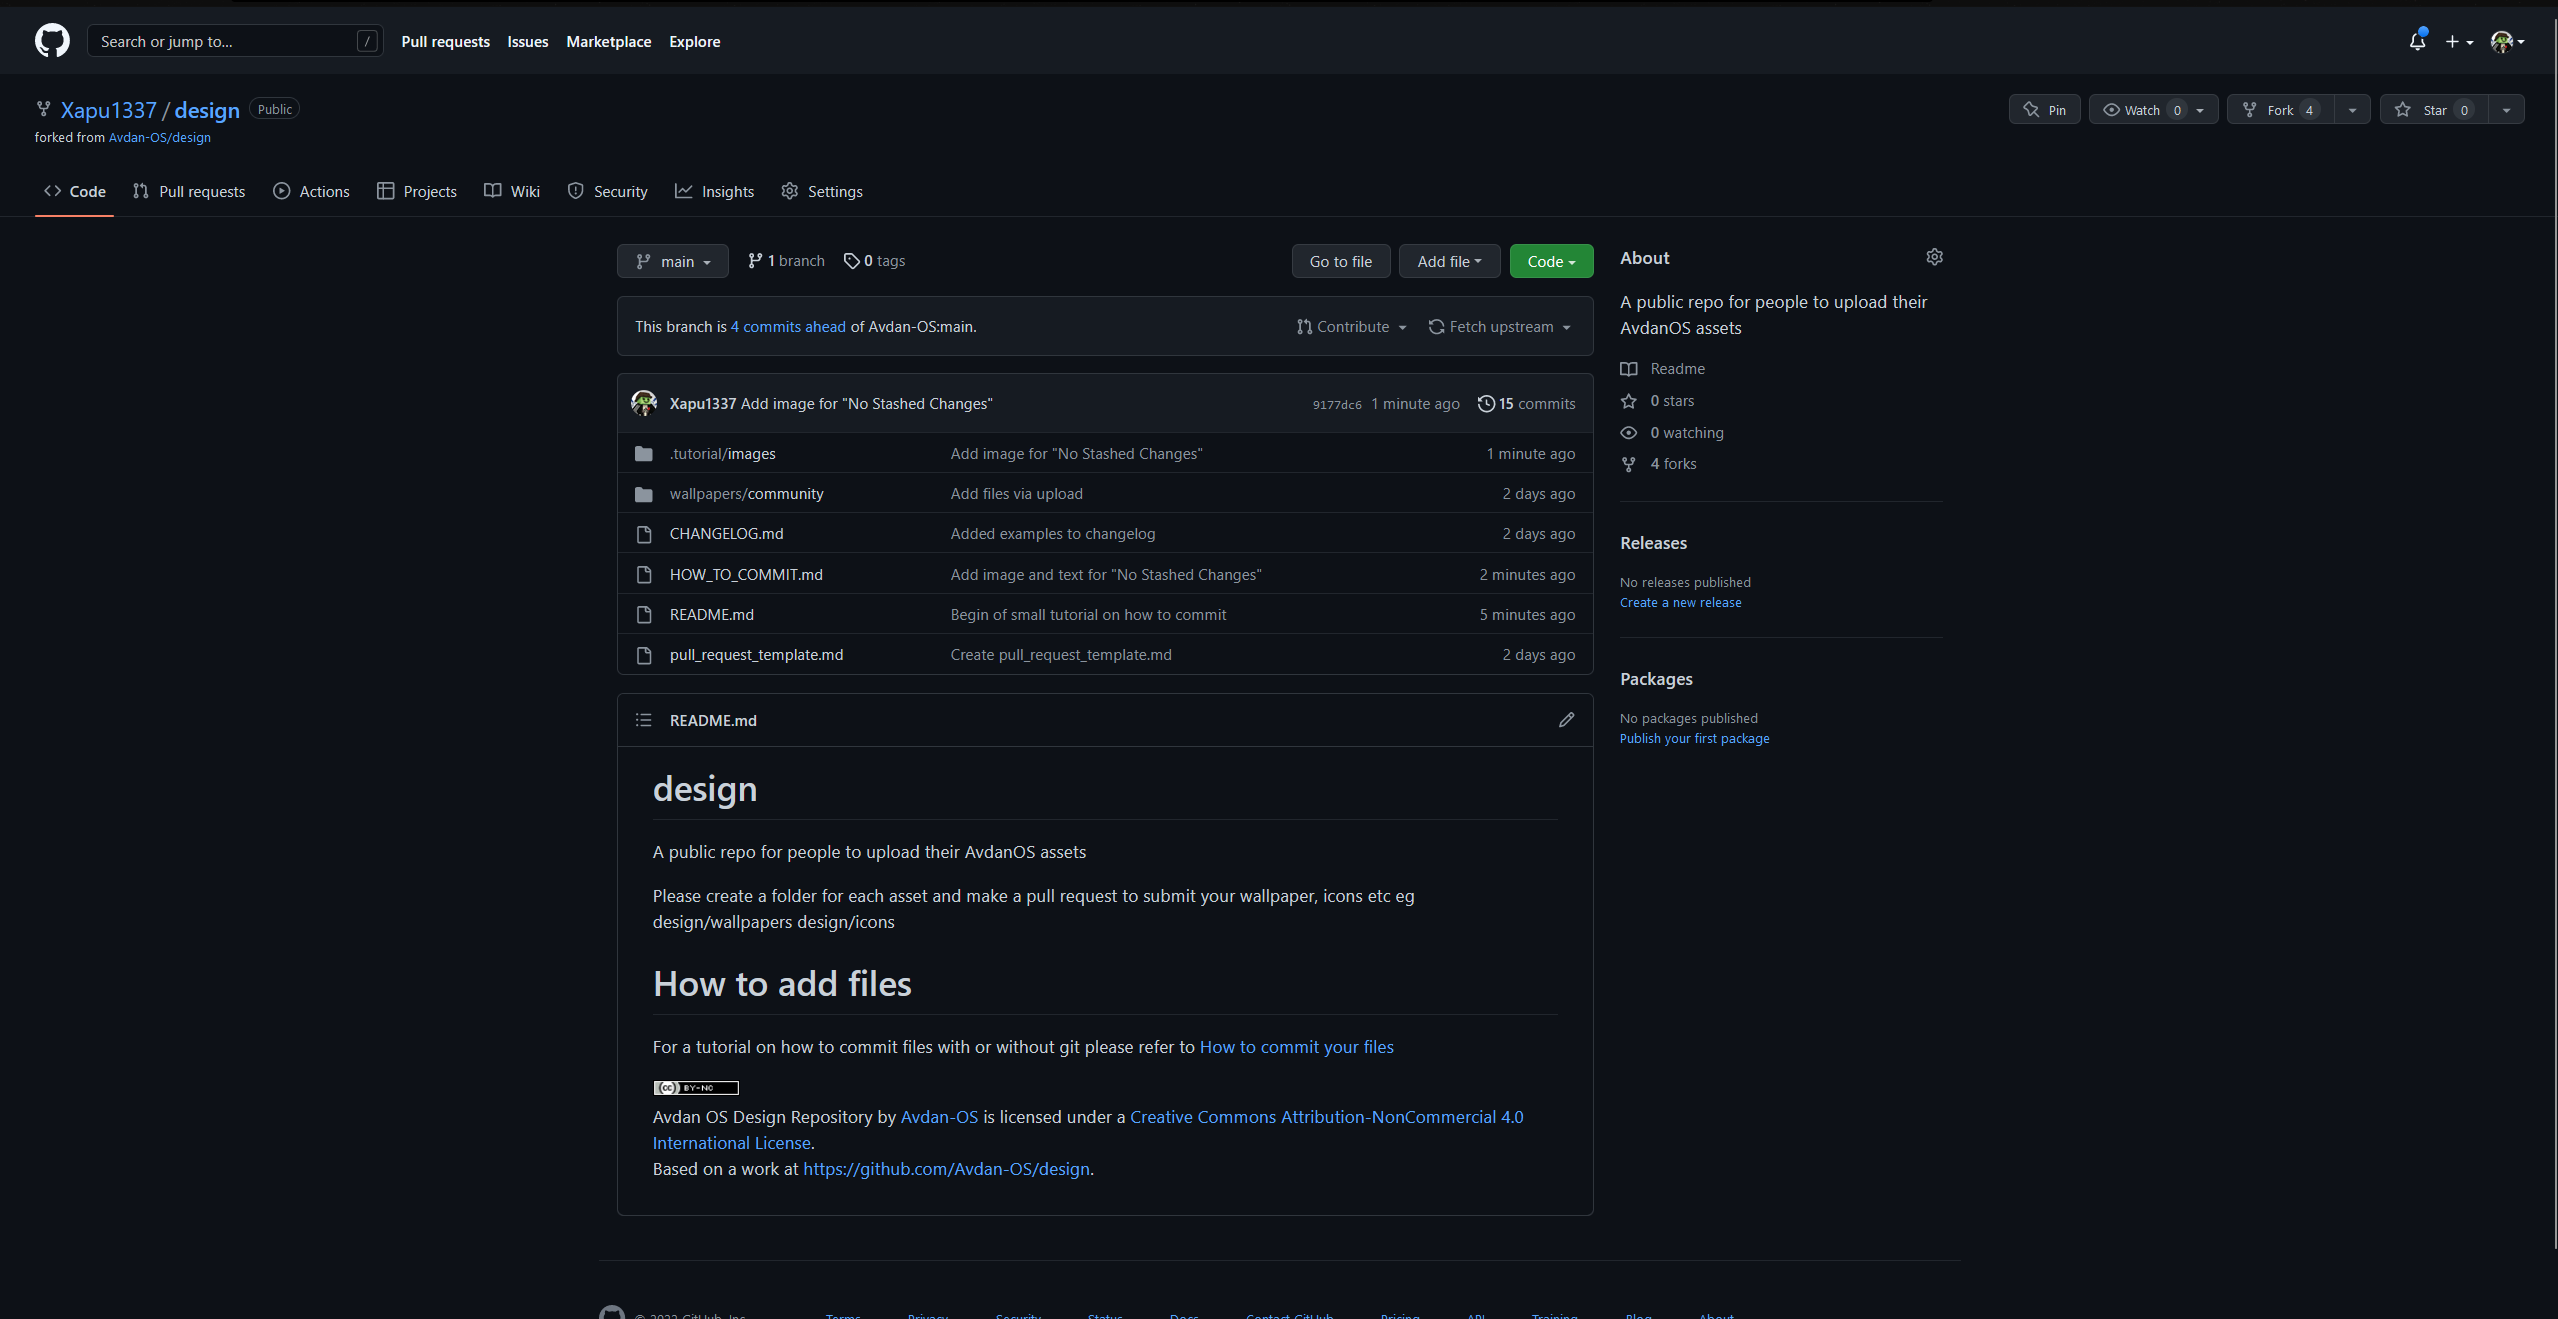 Search or jump to... /
Pull requests Issues Marketplace Explore
Xapu1337 / design Public
forked from Avdan-OS/design
Pin Watch 0 Fork 4 Star 0
Code Pull requests Actions Projects Wiki Security Insights Settings
main 1 branch 0 tags Go to file Add file Code
This branch is 4 commits ahead of Avdan-OS:main. Contribute Fetch upstream
Xapu1337 Add image for "No Stashed Changes" 9177dc6 1 minute ago 15 commits
.tutorial/images Add image for "No Stashed Changes" 1 minute ago
wallpapers/community Add files via upload 2 days ago
CHANGELOG.md Added examples to changelog 2 days ago
HOW_TO_COMMIT.md Add image and text for "No Stashed Changes" 2 minutes ago
README.md Begin of small tutorial on how to commit 5 minutes ago
pull_request_template.md Create pull_request_template.md 2 days ago
README.md
design
A public repo for people to upload their AvdanOS assets
Please create a folder for each asset and make a pull request to submit your wallpaper, icons etc eg
design/wallpapers design/icons
How to add files
For a tutorial on how to commit files with or without git please refer to How to commit your files
cc BY-NC
Avdan OS Design Repository by Avdan-OS is licensed under a Creative Commons Attribution-NonCommercial 4.0
International License.
Based on a work at https://github.com/Avdan-OS/design.
About
A public repo for people to upload their
AvdanOS assets
Readme
0 stars
0 watching
4 forks
Releases
No releases published
Create a new release
Packages
No packages published
Publish your first package
© 2022 GitHub, Inc. Terms Privacy Security Status Docs Contact GitHub Pricing API Training Blog About